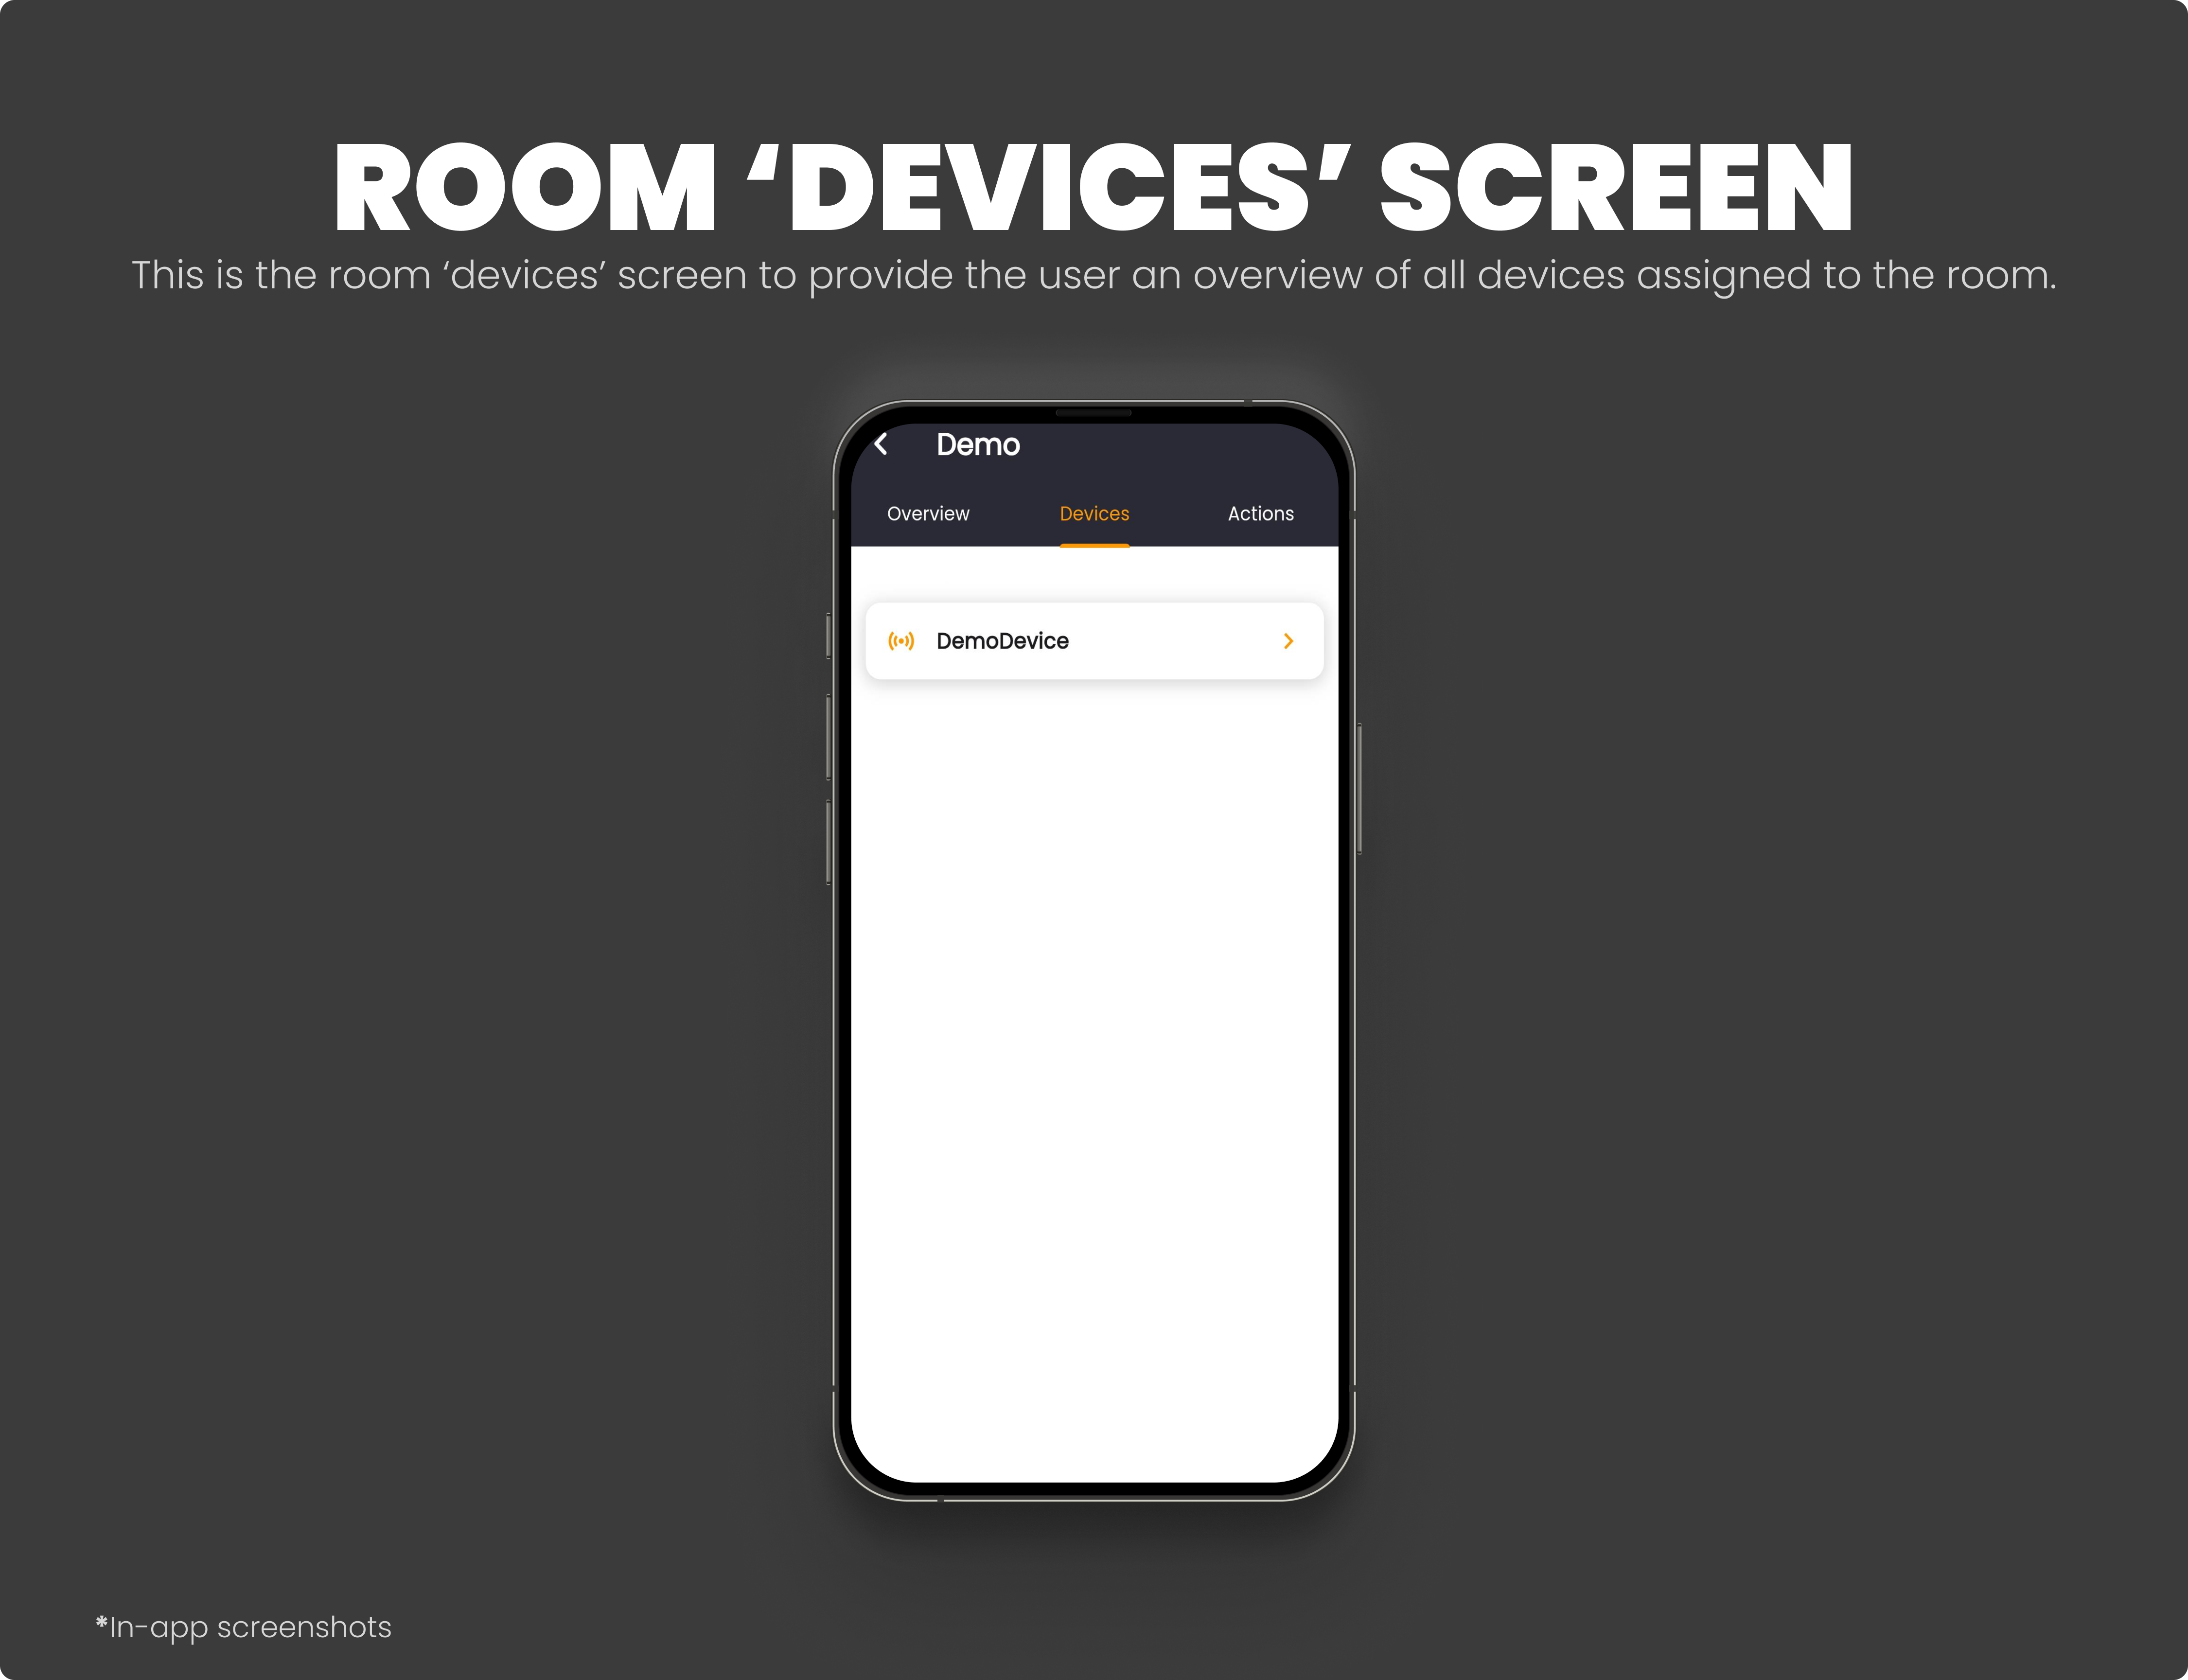 ROOM ‘DEVICES’ SCREEN
This is the room ‘devices’ screen to provide the user an overview of all devices assigned to the room.
Demo
Overview Devices Actions
DemoDevice
*In-app screenshots